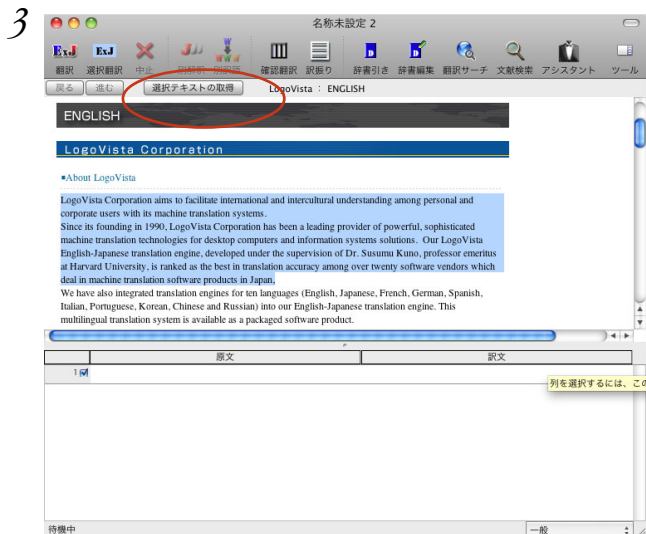 3
名称未設定 2
ExJ ExJ
翻訳 選択翻訳 中止 別解釈 別訳語 確認翻訳 訳振り 辞書引き 辞書編集 翻訳サーチ 文献検索 アシスタント ツール
戻る 進む 選択テキストの取得 LogoVista : ENGLISH
ENGLISH
LogoVista Corporation
■About LogoVista
LogoVista Corporation aims to facilitate international and intercultural understanding among personal and
corporate users with its machine translation systems.
Since its founding in 1990, LogoVista Corporation has been a leading provider of powerful, sophisticated
machine translation technologies for desktop computers and information systems solutions. Our LogoVista
English-Japanese translation engine, developed under the supervision of Dr. Susumu Kuno, professor emeritus
at Harvard University, is ranked as the best in translation accuracy among over twenty software vendors which
deal in machine translation software products in Japan.
We have also integrated translation engines for ten languages (English, Japanese, French, German, Spanish,
Italian, Portuguese, Korean, Chinese and Russian) into our English-Japanese translation engine. This
multilingual translation system is available as a packaged software product.
原文 訳文
1
列を選択するには、この
待機中 一般